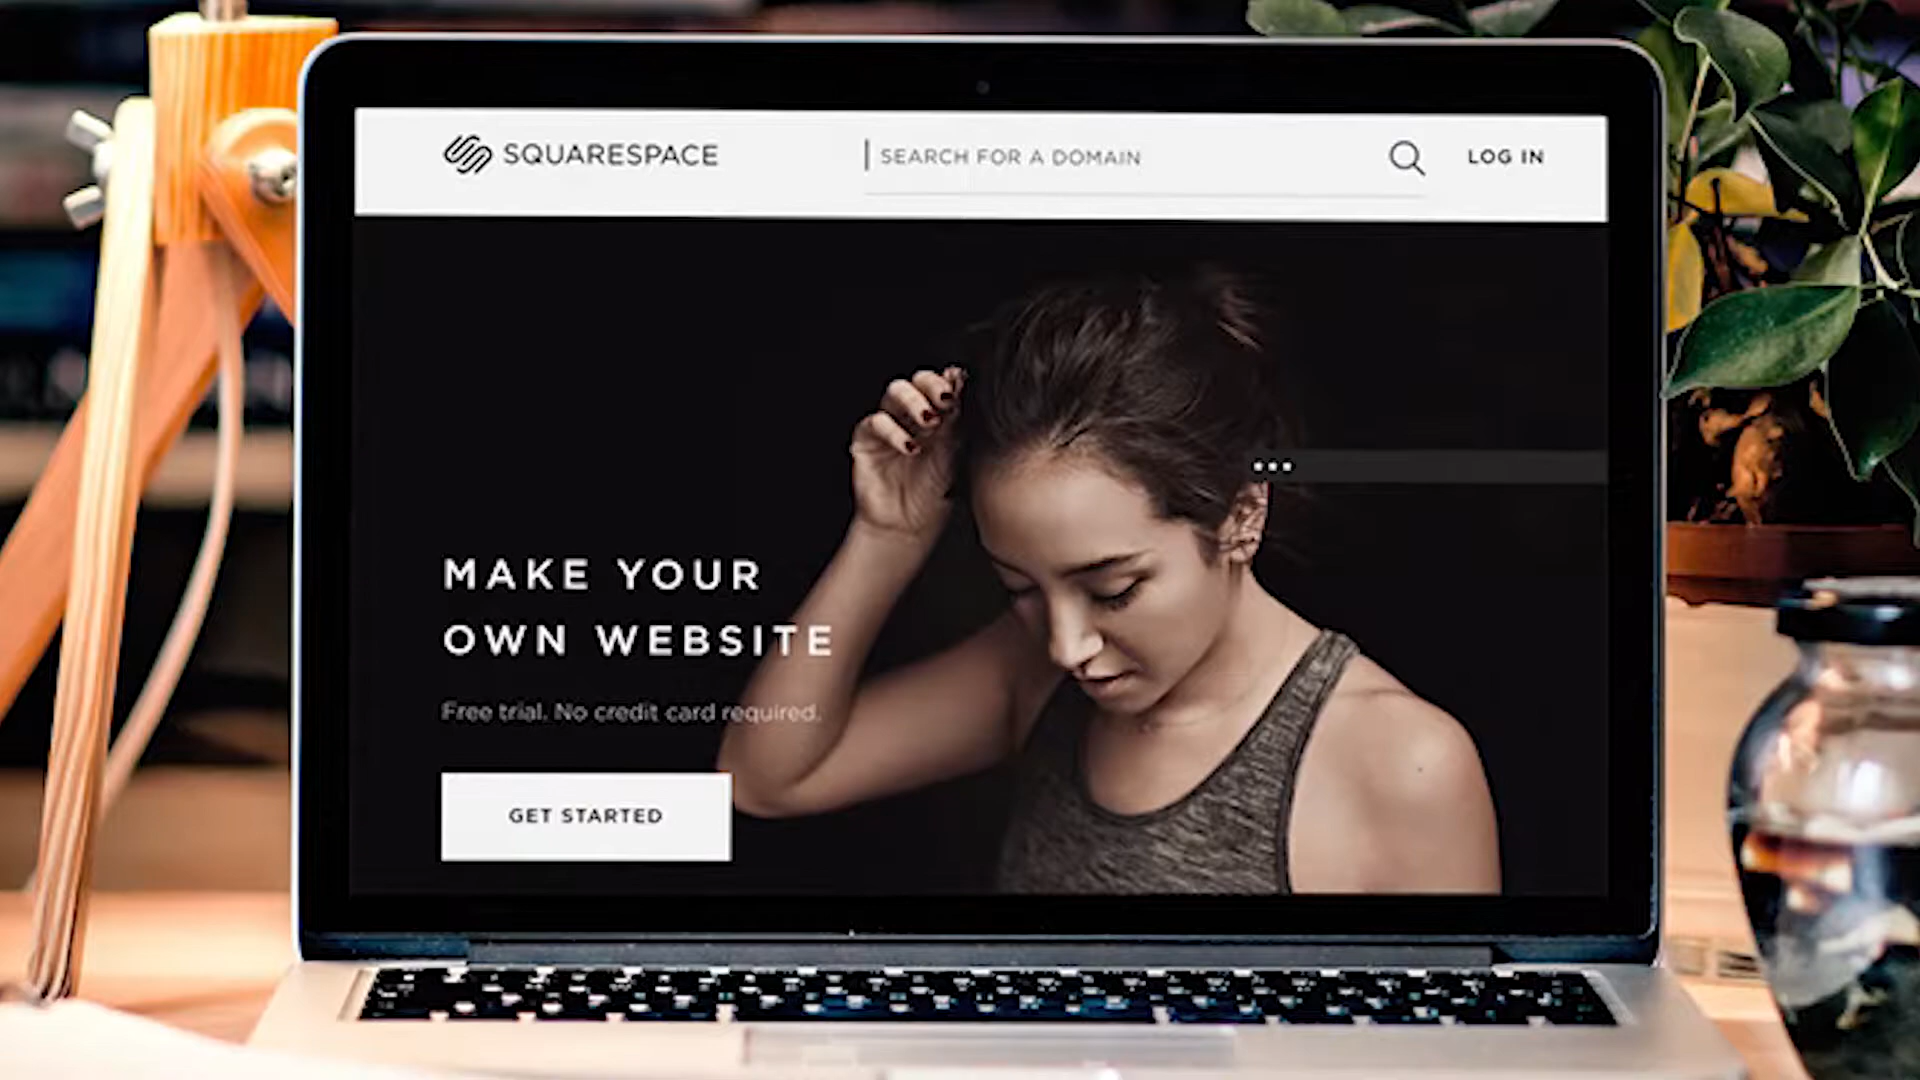 SQUARESPACE
SEARCH FOR A DOMAIN
LOG IN
MAKE YOUR
OWN WEBSITE
Free trial. No credit card required.
GET STARTED